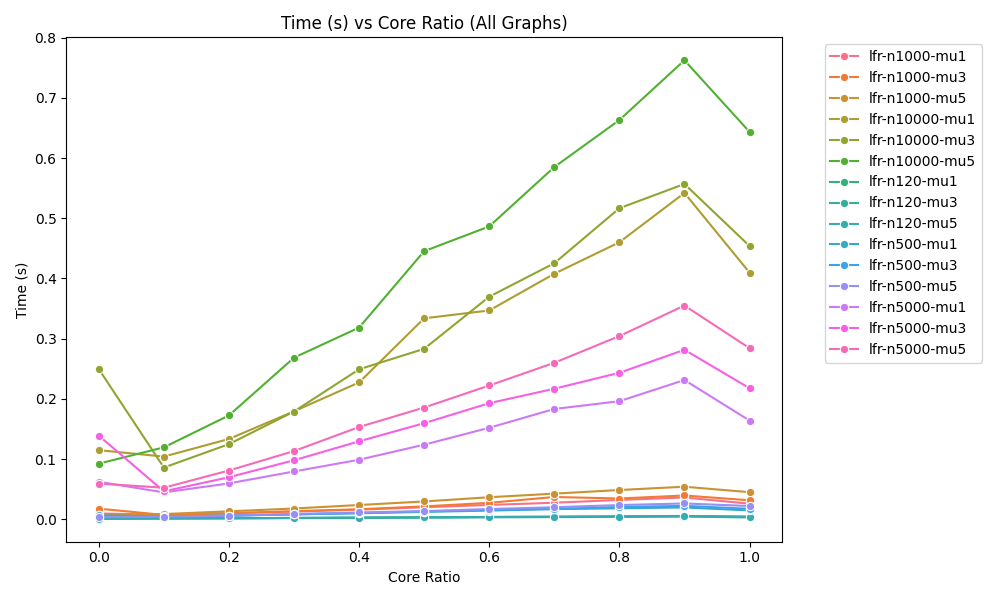 Time (s) vs Core Ratio (All Graphs)
0.8
0.7
0.6
0.5
0.4
0.3
0.2
0.1
0.0
Time (s)
0.0 0.2 0.4 0.6 0.8 1.0
Core Ratio
lfr-n1000-mu1
lfr-n1000-mu3
lfr-n1000-mu5
lfr-n10000-mu1
lfr-n10000-mu3
lfr-n10000-mu5
lfr-n120-mu1
lfr-n120-mu3
lfr-n120-mu5
lfr-n500-mu1
lfr-n500-mu3
lfr-n500-mu5
lfr-n5000-mu1
lfr-n5000-mu3
lfr-n5000-mu5